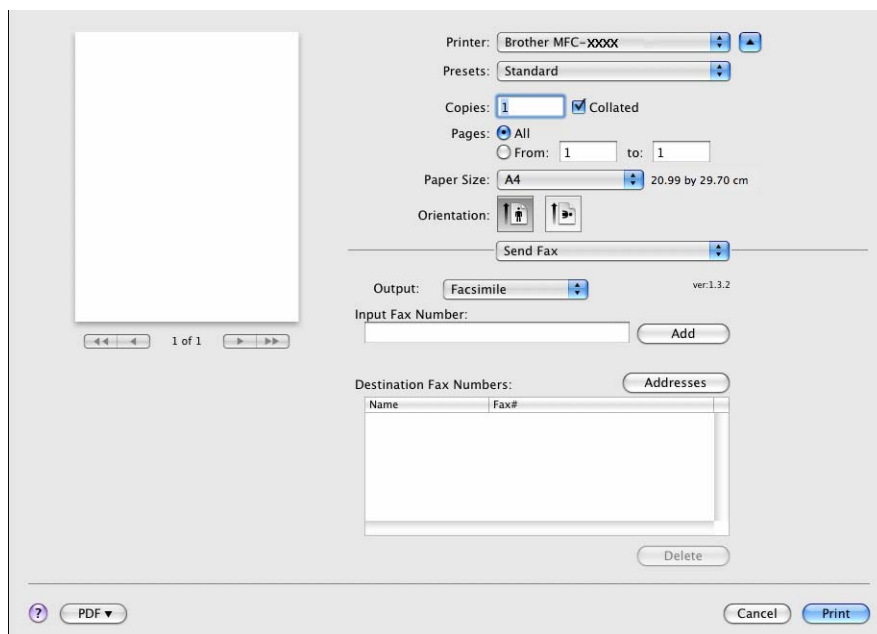 Printer: Brother MFC-XXXX
Presets: Standard
Copies: 1 Collated
Pages: All
From: 1 to: 1
Paper Size: A4 20.99 by 29.70 cm
Orientation:
Send Fax
Output: Facsimile ver:1.3.2
Input Fax Number:
Add
1 of 1
Destination Fax Numbers: Addresses
Name Fax#
Delete
? PDF Cancel Print